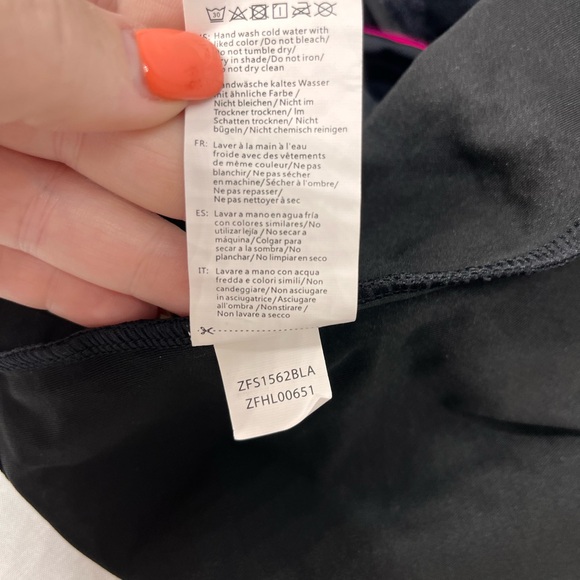 30
Hand wash cold water with
liked color /Do not bleach/
not tumble dry/
in shade/Do not iron/
not dry clean
Handwäsche kaltes Wasser
mit ähnliche Farbe /
Nicht bleichen / Nicht im
Trockner trocknen / Im
Schatten trocknen/ Nicht
bügeln / Nicht chemisch reinigen
FR: Laver à la main à l'eau
froide avec des vêtements
de même couleur/Ne pas
blanchir/ Ne pas sécher
en machine/ Sécher à l'ombre/
Ne pas repasser/
Ne pas nettoyer à sec
ES: Lavar a mano en agua fría
con colores similares/No
utilizar lejía / No secar a
máquina/Colgar para
secar a la sombra/No
planchar/ No limpiar en seco
IT: Lavare a mano con acqua
fredda e colori simili/Non
candeggiare/Non asciugare
in asciugatrice/Asciugare
all'ombra /Non stirare/
Non lavare a secco
ZFS1562BLA
ZFHL00651